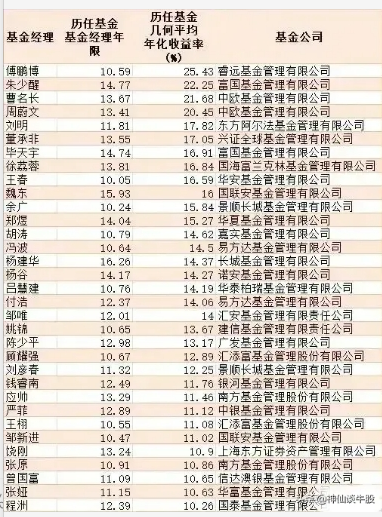 基金经理 历任基金基金经理年限 历任基金几何平均年化收益率(%) 基金公司
傅鹏博 10.59 25.43 睿远基金管理有限公司
朱少醒 14.77 22.25 富国基金管理有限公司
曹名长 13.67 21.68 中欧基金管理有限公司
周蔚文 13.41 20.45 中欧基金管理有限公司
刘明 11.81 17.82 东方阿尔法基金管理有限公司
董承非 13.55 17.05 兴证全球基金管理有限公司
毕天宇 14.74 16.91 富国基金管理有限公司
徐荔蓉 13.81 16.84 国海富兰克林基金管理有限公司
王春 10.05 16.59 华安基金管理有限公司
魏东 15.93 16 国联安基金管理有限公司
余广 10.24 15.84 景顺长城基金管理有限公司
郑煜 14.04 15.27 华夏基金管理有限公司
胡涛 10.79 14.62 嘉实基金管理有限公司
冯波 10.64 14.5 易方达基金管理有限公司
杨建华 16.26 14.37 长城基金管理有限公司
杨谷 14.17 14.27 诺安基金管理有限公司
吕慧建 10.76 14.19 华泰柏瑞基金管理有限公司
付浩 12.37 14.06 易方达基金管理有限公司
邹唯 12.01 14 汇安基金管理有限责任公司
姚锦 10.65 13.67 建信基金管理有限责任公司
陈少平 12.98 13.17 广发基金管理有限公司
顾耀强 10.67 12.89 汇添富基金管理股份有限公司
刘彦春 11.32 12.25 景顺长城基金管理有限公司
钱睿南 12.49 11.76 银河基金管理有限公司
应帅 13.29 11.46 南方基金管理股份有限公司
严菲 12.89 11.12 中银基金管理有限公司
王栩 10.55 11.08 汇添富基金管理股份有限公司
邹新进 10.47 11.02 国联安基金管理有限公司
饶刚 13.24 10.9 上海东方证券资产管理有限公司
张原 10.91 10.86 南方基金管理股份有限公司
曾国富 11.09 10.65 信达澳银基金管理有限公司
张娅 11.15 10.63 华富基金管理有限公司
程洲 12.39 10.26 国泰基金管理有限公司
头条 @神仙谈牛股